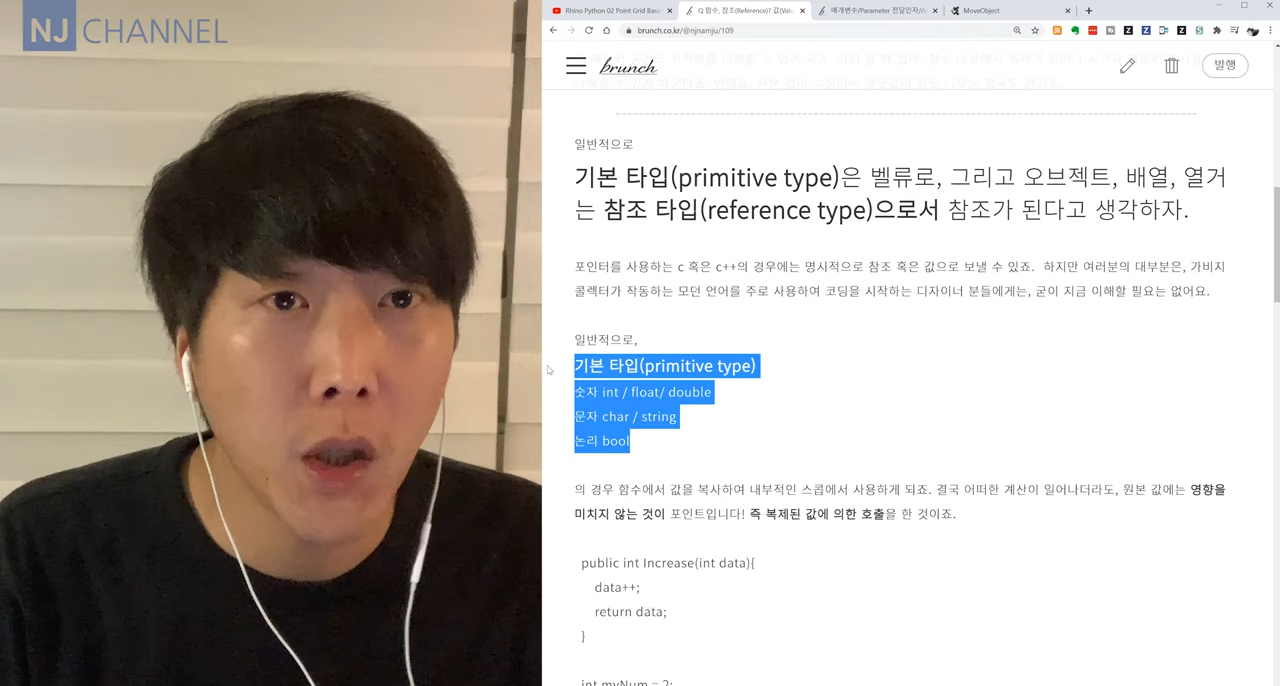 NJ CHANNEL
Rhino Python 02 Point Grid Basic
Q 함수, 참조(Reference)? 값(Valu
매개변수/Parameter 전달인자/A
MoveObject
brunch.co.kr/@njnamju/109
brunch
발행
일반적으로
기본 타입(primitive type)은 벨류로, 그리고 오브젝트, 배열, 열거
는 참조 타입(reference type)으로서 참조가 된다고 생각하자.
포인터를 사용하는 c 혹은 c++의 경우에는 명시적으로 참조 혹은 값으로 보낼 수 있죠. 하지만 여러분의 대부분은, 가비지
콜렉터가 작동하는 모던 언어를 주로 사용하여 코딩을 시작하는 디자이너 분들에게는, 굳이 지금 이해할 필요는 없어요.
일반적으로,
기본 타입(primitive type)
숫자 int / float/ double
문자 char / string
논리 bool
의 경우 함수에서 값을 복사하여 내부적인 스콥에서 사용하게 되죠. 결국 어떠한 계산이 일어나더라도, 원본 값에는 영향을
미치지 않는 것이 포인트입니다! 즉 복제된 값에 의한 호출을 한 것이죠.
public int Increase(int data){
data++;
return data;
}
int myNum = 2;